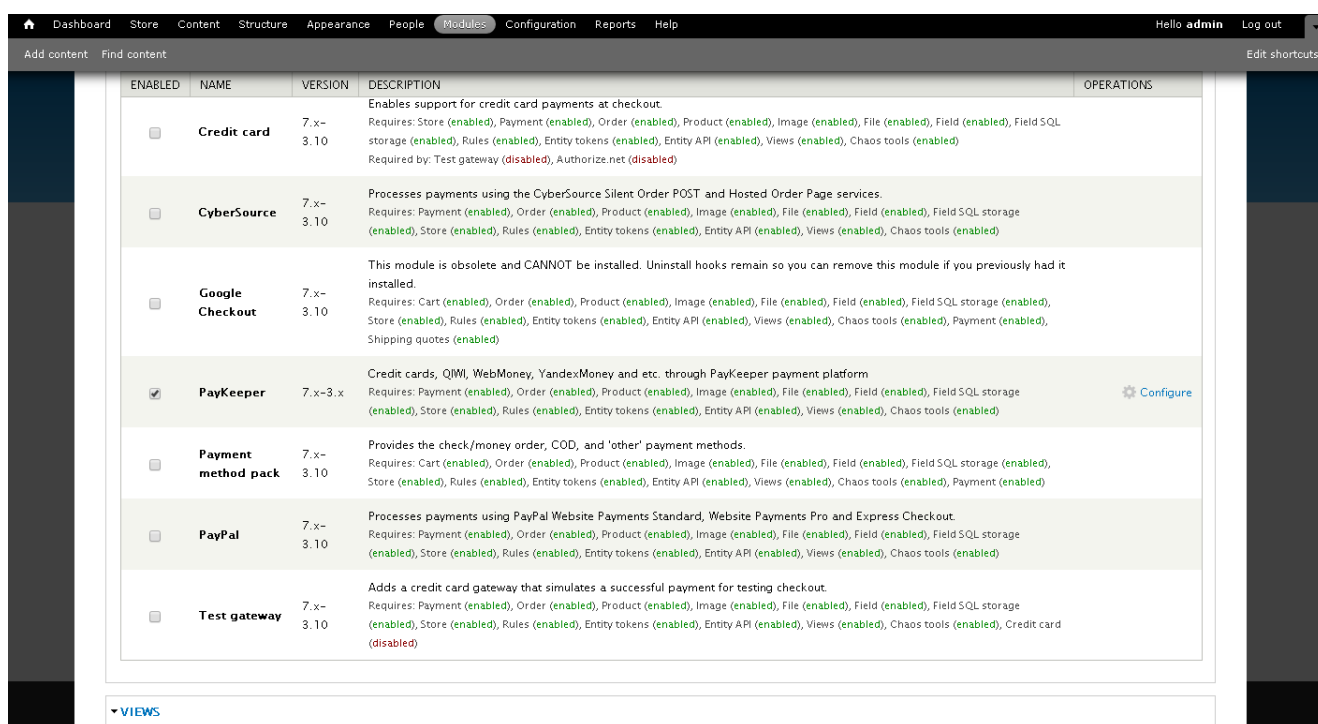 Dashboard Store Content Structure Appearance People Modules Configuration Reports Help Hello admin Log out
Add content Find content Edit shortcuts
ENABLED NAME VERSION DESCRIPTION OPERATIONS
Enables support for credit card payments at checkout.
Credit card 7.x-
3.10
Requires: Store (enabled), Payment (enabled), Order (enabled), Product (enabled), Image (enabled), File (enabled), Field (enabled), Field SQL
storage (enabled), Rules (enabled), Entity tokens (enabled), Entity API (enabled), Views (enabled), Chaos tools (enabled)
Required by: Test gateway (disabled), Authorize.net (disabled)
CyberSource 7.x-
3.10
Processes payments using the CyberSource Silent Order POST and Hosted Order Page services.
Requires: Payment (enabled), Order (enabled), Product (enabled), Image (enabled), File (enabled), Field (enabled), Field SQL storage
(enabled), Store (enabled), Rules (enabled), Entity tokens (enabled), Entity API (enabled), Views (enabled), Chaos tools (enabled)
Google
Checkout
7.x-
3.10
This module is obsolete and CANNOT be installed. Uninstall hooks remain so you can remove this module if you previously had it
installed.
Requires: Cart (enabled), Order (enabled), Product (enabled), Image (enabled), File (enabled), Field (enabled), Field SQL storage (enabled),
Store (enabled), Rules (enabled), Entity tokens (enabled), Entity API (enabled), Views (enabled), Chaos tools (enabled), Payment (enabled),
Shipping quotes (enabled)
PayKeeper 7.x-3.x
Credit cards, QIWI, WebMoney, YandexMoney and etc. through PayKeeper payment platform
Requires: Payment (enabled), Order (enabled), Product (enabled), Image (enabled), File (enabled), Field (enabled), Field SQL storage
(enabled), Store (enabled), Rules (enabled), Entity tokens (enabled), Entity API (enabled), Views (enabled), Chaos tools (enabled)
Configure
Payment
method pack
7.x-
3.10
Provides the check/money order, COD, and 'other' payment methods.
Requires: Cart (enabled), Order (enabled), Product (enabled), Image (enabled), File (enabled), Field (enabled), Field SQL storage (enabled),
Store (enabled), Rules (enabled), Entity tokens (enabled), Entity API (enabled), Views (enabled), Chaos tools (enabled), Payment (enabled)
PayPal 7.x-
3.10
Processes payments using PayPal Website Payments Standard, Website Payments Pro and Express Checkout.
Requires: Payment (enabled), Order (enabled), Product (enabled), Image (enabled), File (enabled), Field (enabled), Field SQL storage
(enabled), Store (enabled), Rules (enabled), Entity tokens (enabled), Entity API (enabled), Views (enabled), Chaos tools (enabled)
Test gateway 7.x-
3.10
Adds a credit card gateway that simulates a successful payment for testing checkout.
Requires: Payment (enabled), Order (enabled), Product (enabled), Image (enabled), File (enabled), Field (enabled), Field SQL storage
(enabled), Store (enabled), Rules (enabled), Entity tokens (enabled), Entity API (enabled), Views (enabled), Chaos tools (enabled), Credit card
(disabled)
VIEWS